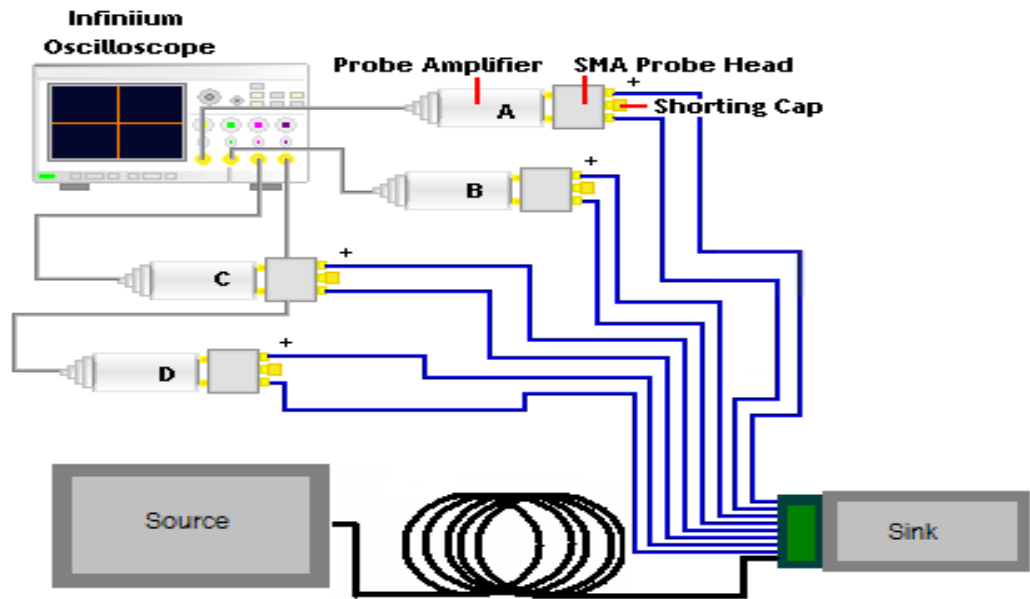 Infiniium
Oscilloscope
Probe Amplifier
SMA Probe Head
+
A
Shorting Cap
+
B
+
C
+
D
Source
Sink